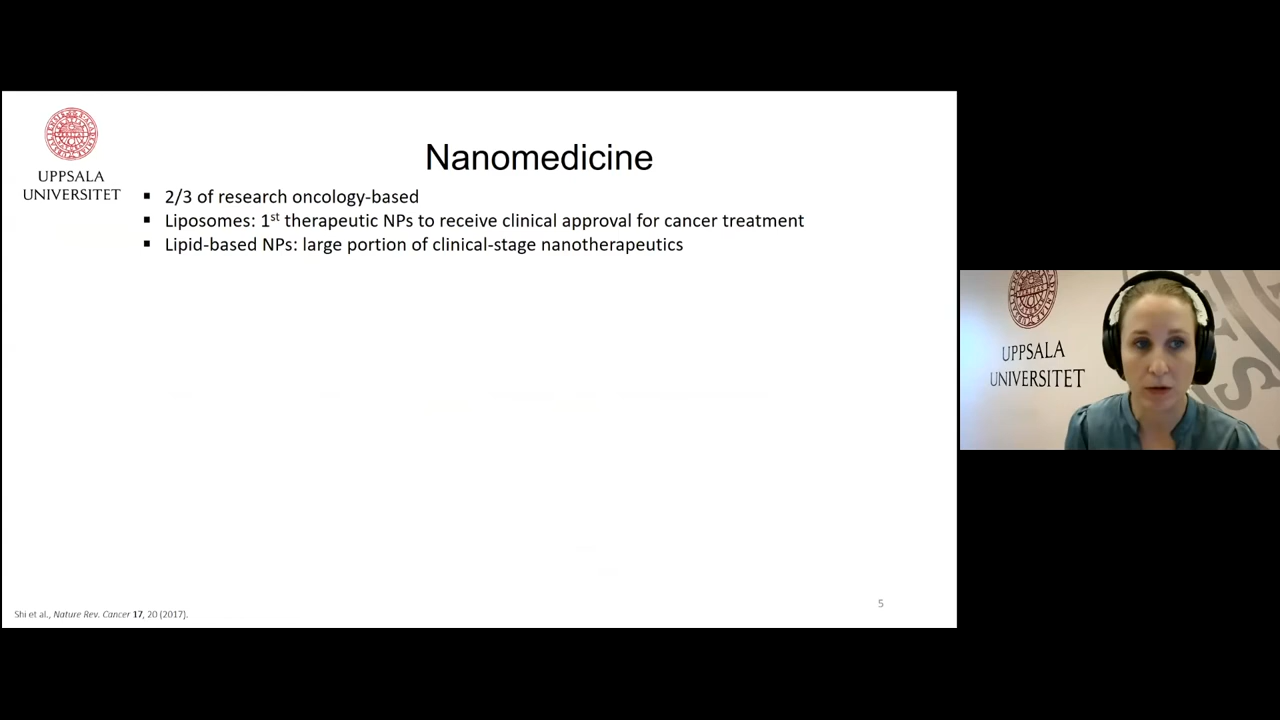 UPPSALA
UNIVERSITET
Nanomedicine
▪ 2/3 of research oncology-based
▪ Liposomes: 1st therapeutic NPs to receive clinical approval for cancer treatment
▪ Lipid-based NPs: large portion of clinical-stage nanotherapeutics
Shi et al., Nature Rev. Cancer 17, 20 (2017).
5
UPPSALA
UNIVERSITET